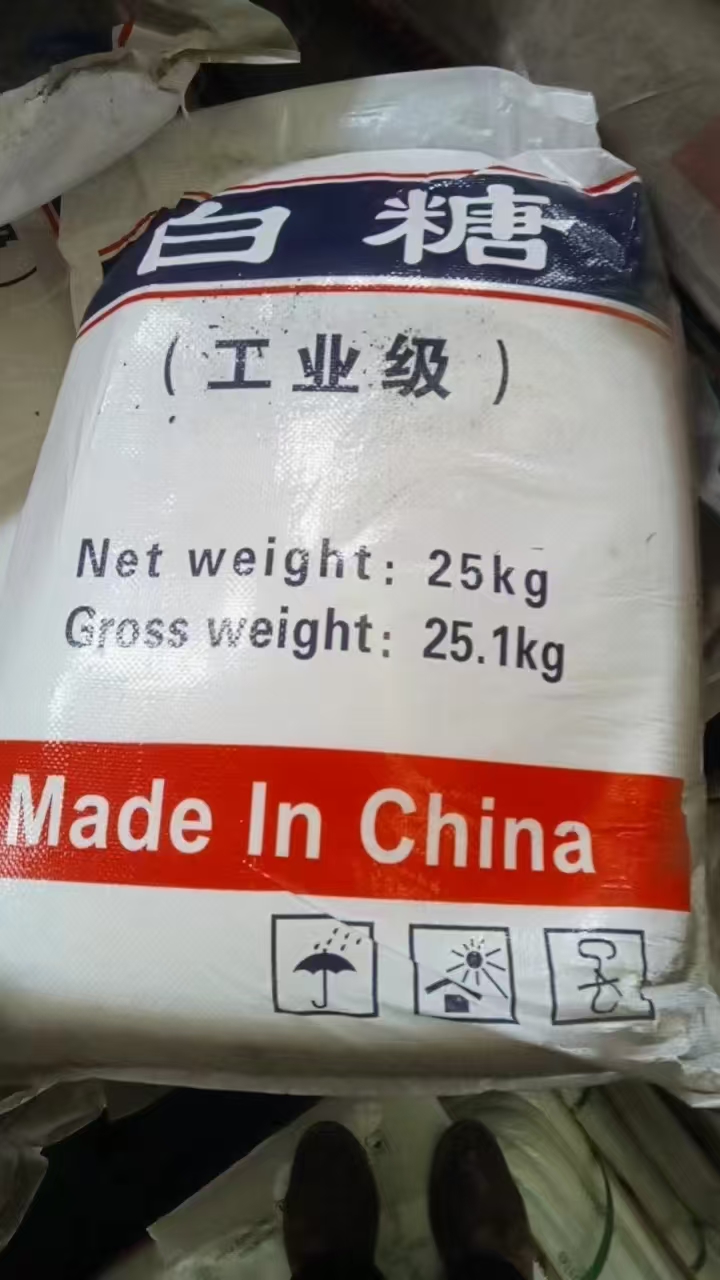 白糖
（工业级）
Net weight: 25kg
Gross weight: 25.1kg
Made In China